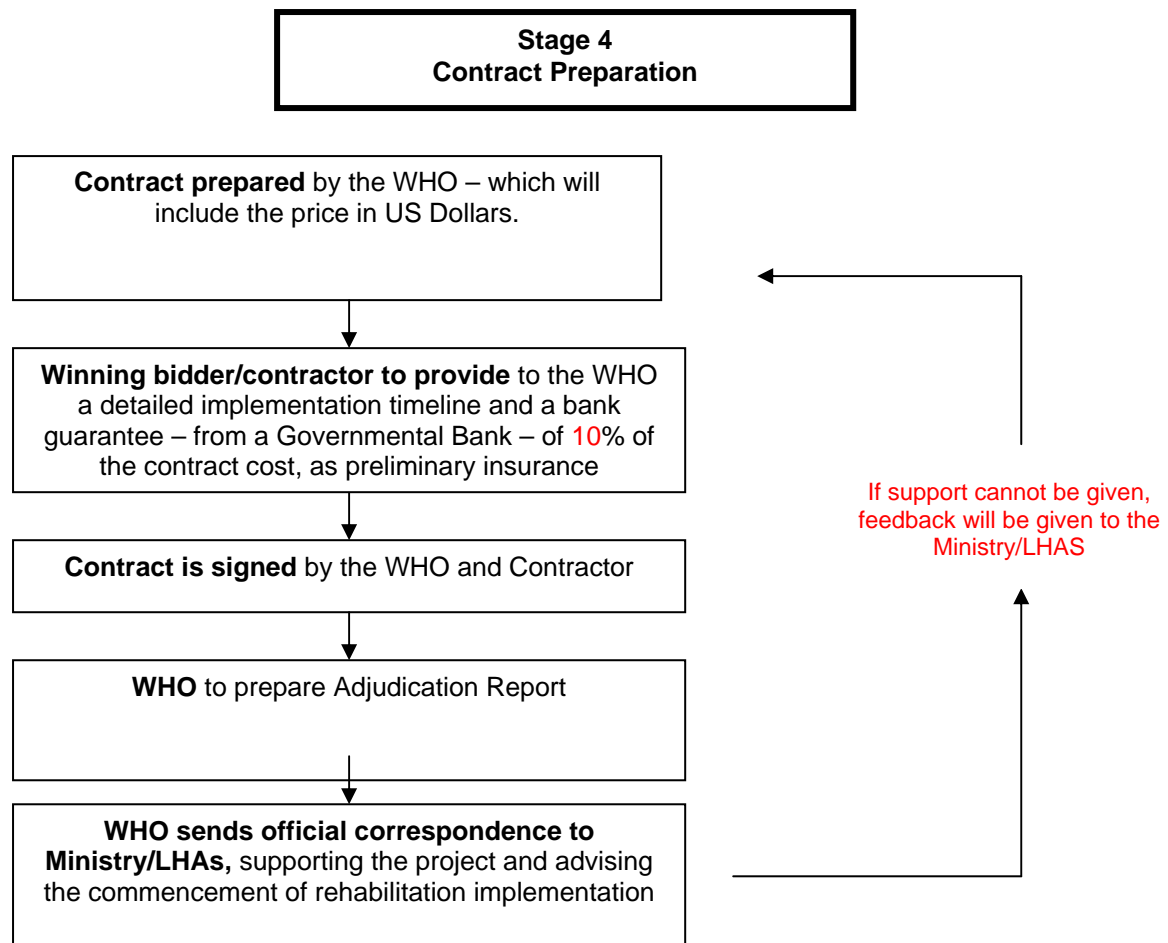 Stage 4
Contract Preparation
Contract prepared by the WHO – which will
include the price in US Dollars.
Winning bidder/contractor to provide to the WHO
a detailed implementation timeline and a bank
guarantee – from a Governmental Bank – of 10% of
the contract cost, as preliminary insurance
Contract is signed by the WHO and Contractor
WHO to prepare Adjudication Report
WHO sends official correspondence to
Ministry/LHAs, supporting the project and advising
the commencement of rehabilitation implementation
If support cannot be given,
feedback will be given to the
Ministry/LHAS